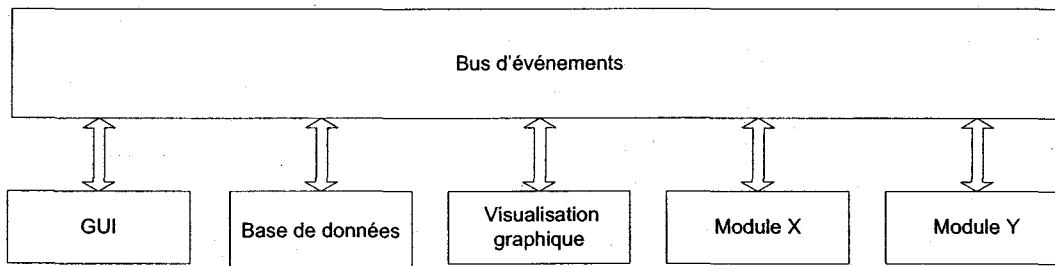 Bus d'événements
GUI
Base de données
Visualisation
graphique
Module X
Module Y